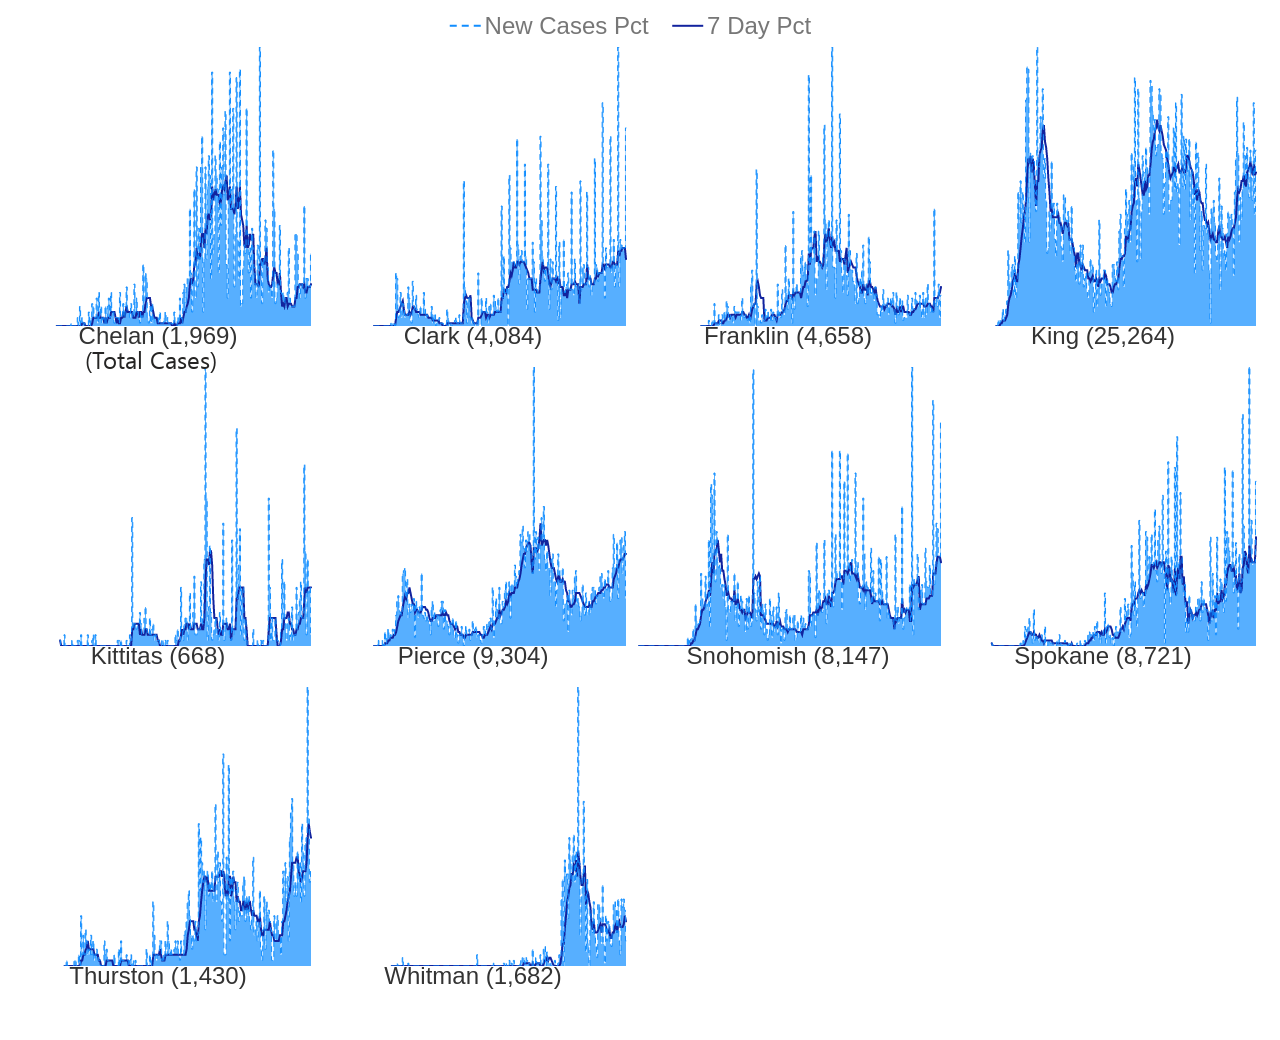 New Cases Pct 7 Day Pct
Chelan (1,969) Clark (4,084) Franklin (4,658) King (25,264)
(Total Cases)
Kittitas (668) Pierce (9,304) Snohomish (8,147) Spokane (8,721)
Thurston (1,430) Whitman (1,682)